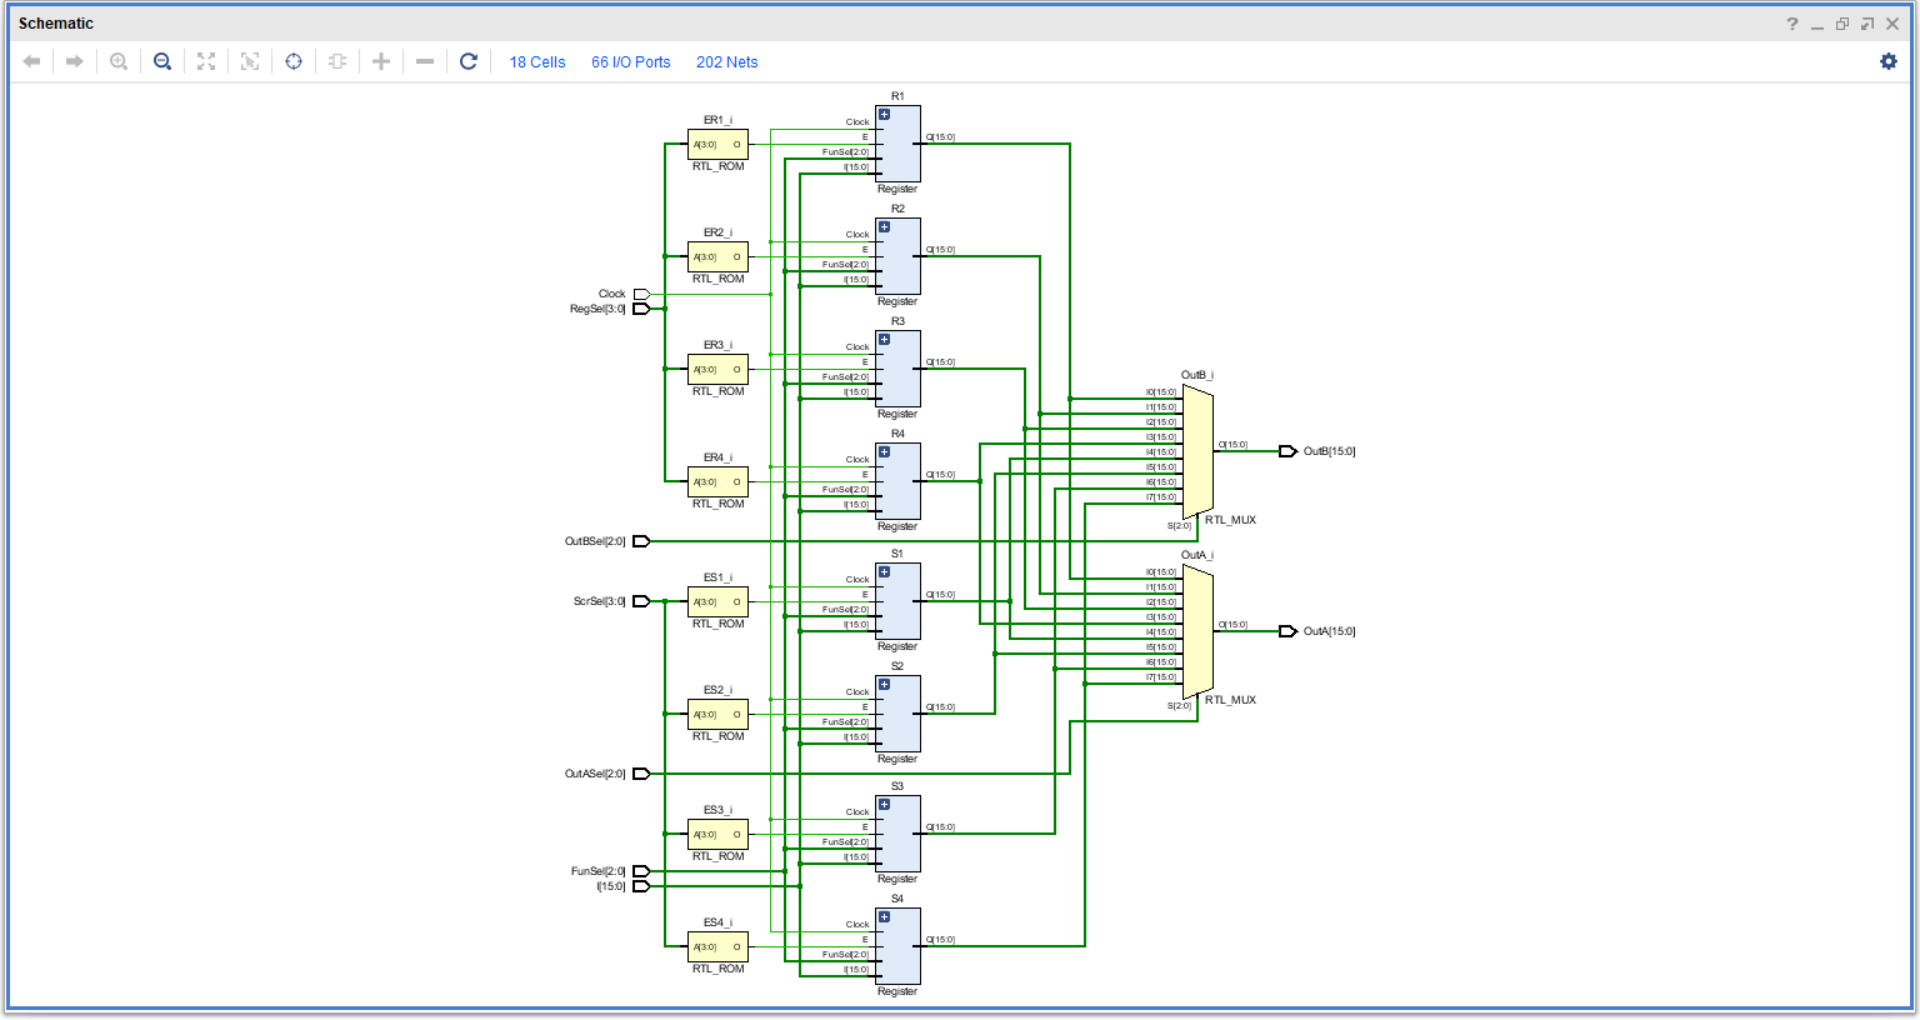 Schematic
18 Cells 66 I/O Ports 202 Nets
R1
ER1_i
Clock
A[3:0] O
E
Q[15:0]
FunSel[2:0]
RTL_ROM
I[15:0]
Register
R2
ER2_i
Clock
A[3:0] O
E
Q[15:0]
FunSel[2:0]
RTL_ROM
I[15:0]
Clock
Register
RegSel[3:0]
R3
ER3_i
Clock
A[3:0] O
E
Q[15:0]
FunSel[2:0]
RTL_ROM
I[15:0]
Register
OutB_i
I0[15:0]
I1[15:0]
I2[15:0]
I3[15:0]
I4[15:0]
I5[15:0]
I6[15:0]
I7[15:0]
O[15:0]
OutB[15:0]
S[2:0]
RTL_MUX
R4
ER4_i
Clock
A[3:0] O
E
Q[15:0]
FunSel[2:0]
RTL_ROM
I[15:0]
Register
OutBSel[2:0]
OutA_i
I0[15:0]
I1[15:0]
I2[15:0]
I3[15:0]
I4[15:0]
I5[15:0]
I6[15:0]
I7[15:0]
O[15:0]
OutA[15:0]
S[2:0]
RTL_MUX
S1
ES1_i
Clock
ScrSel[3:0]
A[3:0] O
E
Q[15:0]
FunSel[2:0]
RTL_ROM
I[15:0]
Register
S2
ES2_i
Clock
A[3:0] O
E
Q[15:0]
FunSel[2:0]
RTL_ROM
I[15:0]
Register
OutASel[2:0]
S3
ES3_i
Clock
A[3:0] O
E
Q[15:0]
FunSel[2:0]
RTL_ROM
I[15:0]
Register
FunSel[2:0]
I[15:0]
S4
ES4_i
Clock
A[3:0] O
E
Q[15:0]
FunSel[2:0]
RTL_ROM
I[15:0]
Register